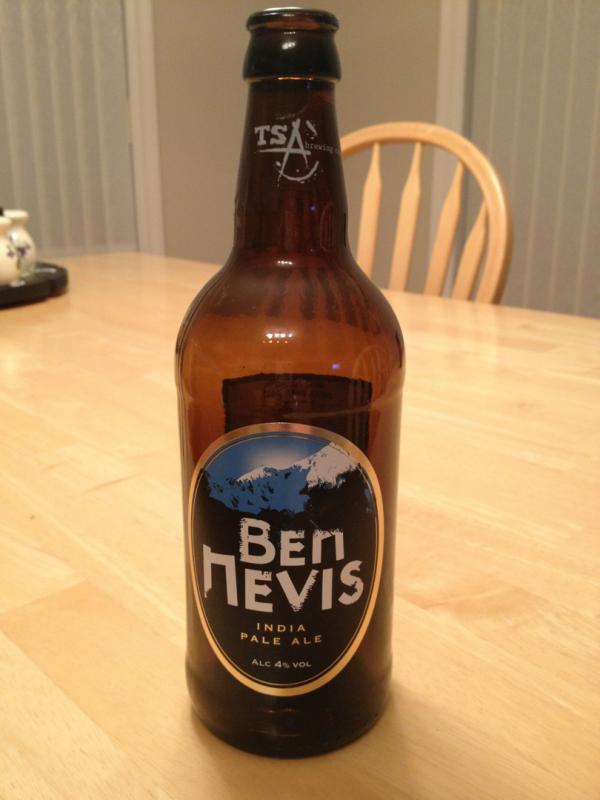 TSA
brewing
BEN
NEVIS
INDIA
PALE ALE
ALC 4% VOL